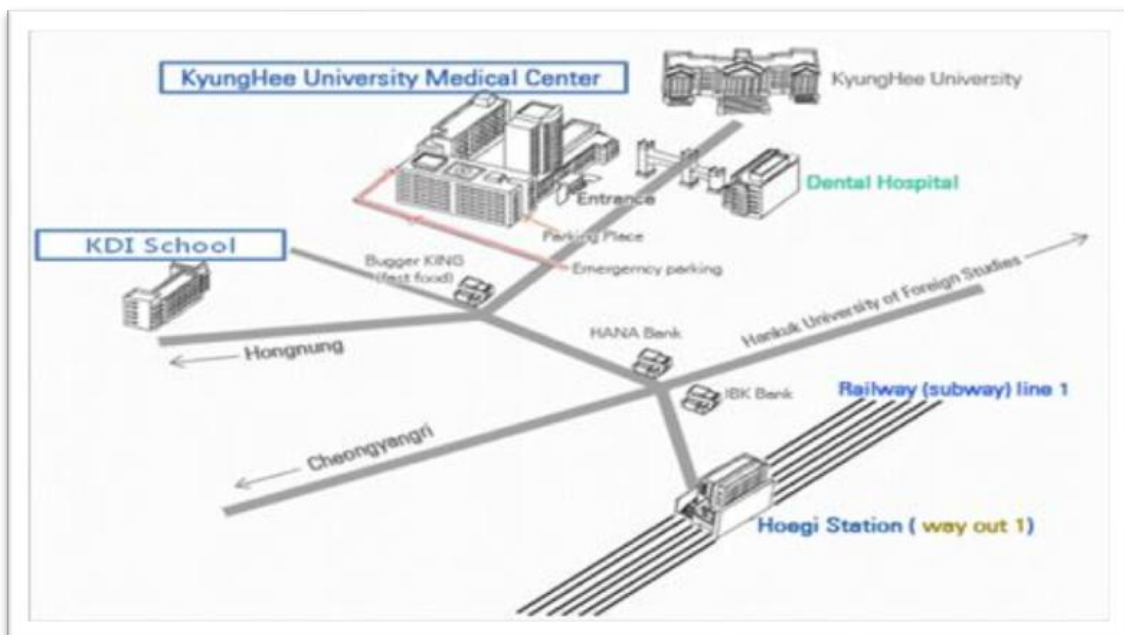 KyungHee University Medical Center
KyungHee University
Dental Hospital
Entrance
Parking Place
KDI School
Bugger KING
(fast food)
Emergerncy parking
Hankuk University of Foreign Studies
HANA Bank
Hongnung
IBK Bank
Railway (subway) line 1
Cheongyangri
Hoegi Station ( way out 1)